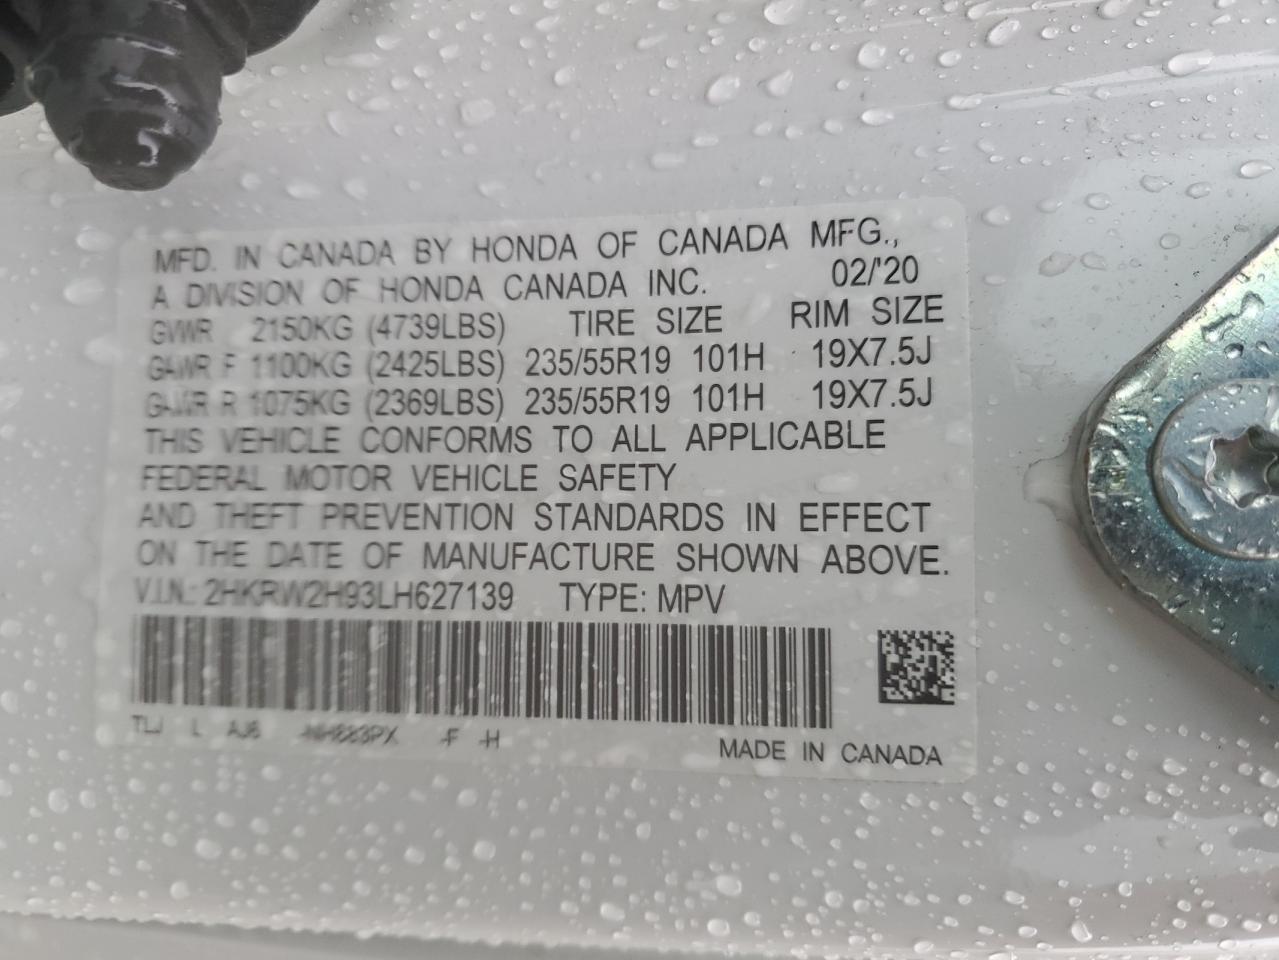 MFD. IN CANADA BY HONDA OF CANADA MFG.,
A DIVISION OF HONDA CANADA INC. 02/'20
GVWR 2150KG (4739LBS) TIRE SIZE RIM SIZE
GAWR F 1100KG (2425LBS) 235/55R19 101H 19X7.5J
GAWR R 1075KG (2369LBS) 235/55R19 101H 19X7.5J
THIS VEHICLE CONFORMS TO ALL APPLICABLE
FEDERAL MOTOR VEHICLE SAFETY
AND THEFT PREVENTION STANDARDS IN EFFECT
ON THE DATE OF MANUFACTURE SHOWN ABOVE.
V.I.N.: 2HKRW2H93LH627139 TYPE: MPV
TLJ L AJ6 -NH883PX -F -H
MADE IN CANADA